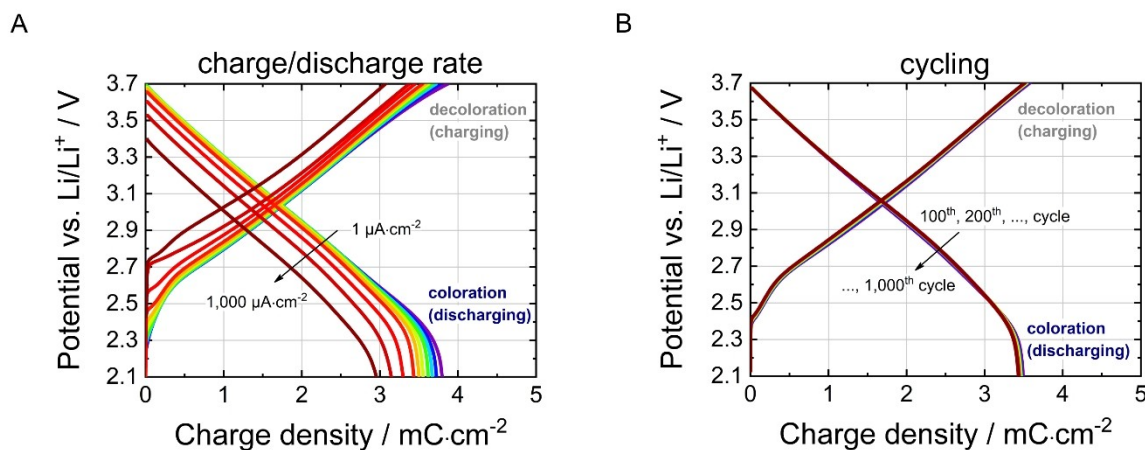 A
charge/discharge rate
Potential vs. Li/Li⁺ / V
3.7
3.5
3.3
3.1
2.9
2.7
2.5
2.3
2.1
decoloration
(charging)
1 µA·cm⁻²
1,000 µA·cm⁻²
coloration
(discharging)
0
1
2
3
4
5
Charge density / mC·cm⁻²
B
cycling
Potential vs. Li/Li⁺ / V
3.7
3.5
3.3
3.1
2.9
2.7
2.5
2.3
2.1
decoloration
(charging)
100ᵗʰ, 200ᵗʰ, ..., cycle
..., 1,000ᵗʰ cycle
coloration
(discharging)
0
1
2
3
4
5
Charge density / mC·cm⁻²